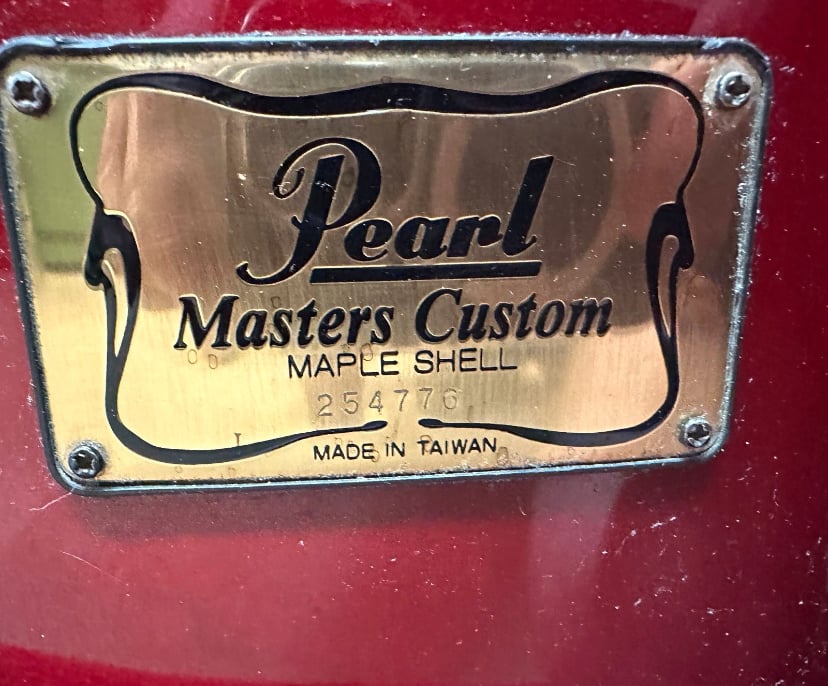 Pearl
Masters Custom
MAPLE SHELL
254776
MADE IN TAIWAN